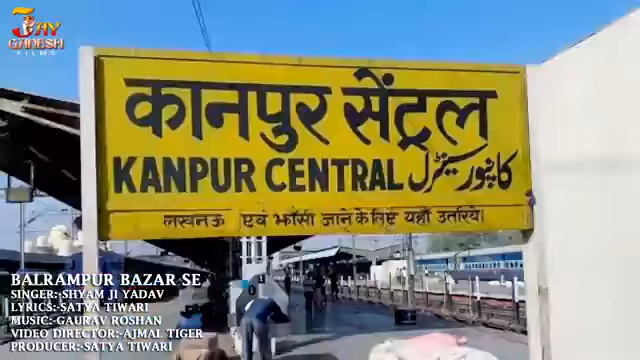 JAY
GANESH
FILMS
कानपुर सेंट्रल
KANPUR CENTRAL کانپور سینٹرل
लखनऊ एवं झाँसी जाने के लिए यहाँ उतरिये।
BALRAMPUR BAZAR SE
SINGER:-SHYAM JI YADAV
LYRICS:-SATYA TIWARI
MUSIC:-GAURAV ROSHAN
VIDEO DIRECTOR:-AJMAL TIGER
PRODUCER:-SATYA TIWARI